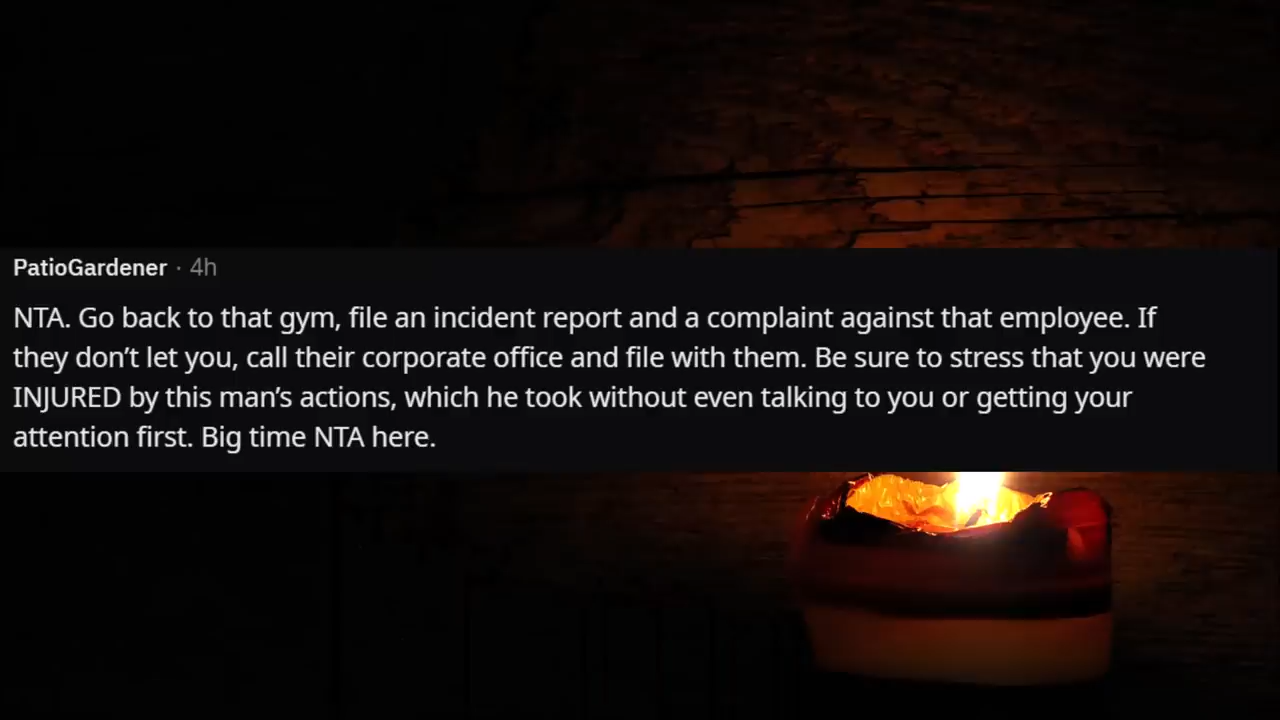 PatioGardener · 4h
NTA. Go back to that gym, file an incident report and a complaint against that employee. If
they don’t let you, call their corporate office and file with them. Be sure to stress that you were
INJURED by this man’s actions, which he took without even talking to you or getting your
attention first. Big time NTA here.